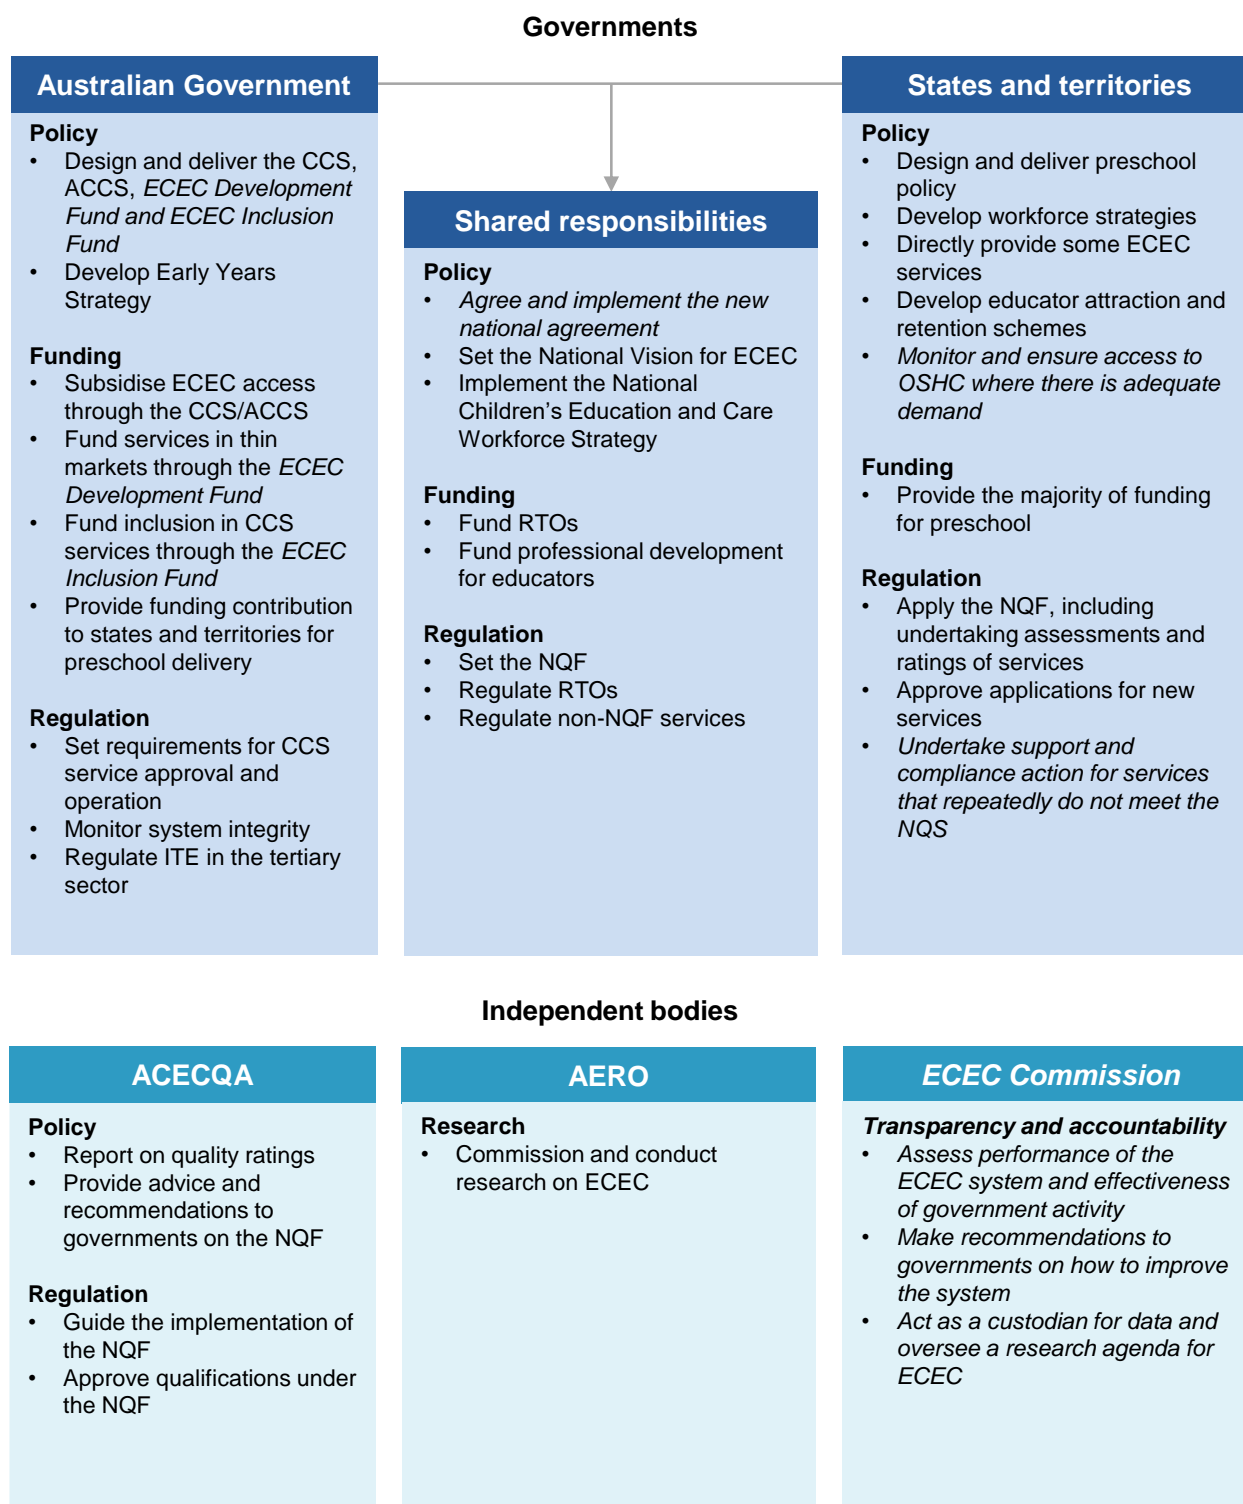 Governments
Australian Government
Policy
• Design and deliver the CCS,
ACCS, ECEC Development
Fund and ECEC Inclusion
Fund
• Develop Early Years
Strategy
Funding
• Subsidise ECEC access
through the CCS/ACCS
• Fund services in thin
markets through the ECEC
Development Fund
• Fund inclusion in CCS
services through the ECEC
Inclusion Fund
• Provide funding contribution
to states and territories for
preschool delivery
Regulation
• Set requirements for CCS
service approval and
operation
• Monitor system integrity
• Regulate ITE in the tertiary
sector
Shared responsibilities
Policy
• Agree and implement the new
national agreement
• Set the National Vision for ECEC
• Implement the National
Children’s Education and Care
Workforce Strategy
Funding
• Fund RTOs
• Fund professional development
for educators
Regulation
• Set the NQF
• Regulate RTOs
• Regulate non-NQF services
States and territories
Policy
• Design and deliver preschool
policy
• Develop workforce strategies
• Directly provide some ECEC
services
• Develop educator attraction and
retention schemes
• Monitor and ensure access to
OSHC where there is adequate
demand
Funding
• Provide the majority of funding
for preschool
Regulation
• Apply the NQF, including
undertaking assessments and
ratings of services
• Approve applications for new
services
• Undertake support and
compliance action for services
that repeatedly do not meet the
NQS
Independent bodies
ACECQA
Policy
• Report on quality ratings
• Provide advice and
recommendations to
governments on the NQF
Regulation
• Guide the implementation of
the NQF
• Approve qualifications under
the NQF
AERO
Research
• Commission and conduct
research on ECEC
ECEC Commission
Transparency and accountability
• Assess performance of the
ECEC system and effectiveness
of government activity
• Make recommendations to
governments on how to improve
the system
• Act as a custodian for data and
oversee a research agenda for
ECEC